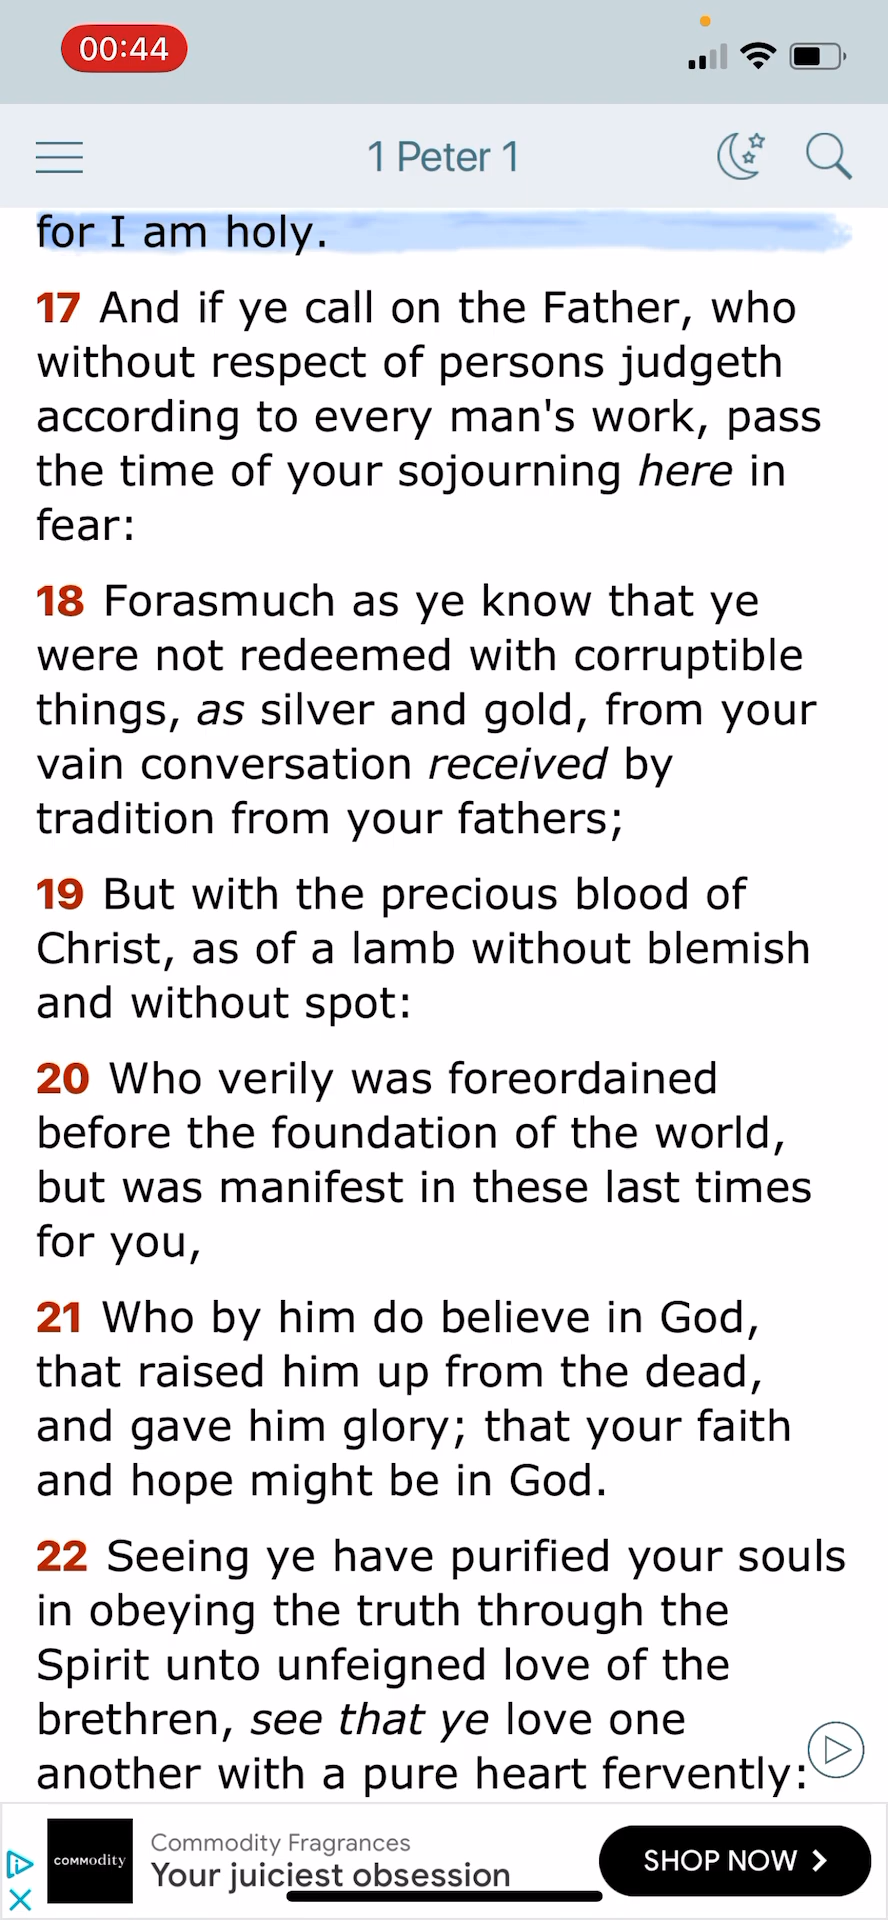 00:44
1 Peter 1
for I am holy.
17 And if ye call on the Father, who
without respect of persons judgeth
according to every man's work, pass
the time of your sojourning here in
fear:
18 Forasmuch as ye know that ye
were not redeemed with corruptible
things, as silver and gold, from your
vain conversation received by
tradition from your fathers;
19 But with the precious blood of
Christ, as of a lamb without blemish
and without spot:
20 Who verily was foreordained
before the foundation of the world,
but was manifest in these last times
for you,
21 Who by him do believe in God,
that raised him up from the dead,
and gave him glory; that your faith
and hope might be in God.
22 Seeing ye have purified your souls
in obeying the truth through the
Spirit unto unfeigned love of the
brethren, see that ye love one
another with a pure heart fervently:
COMMODITY
Commodity Fragrances
Your juiciest obsession
SHOP NOW